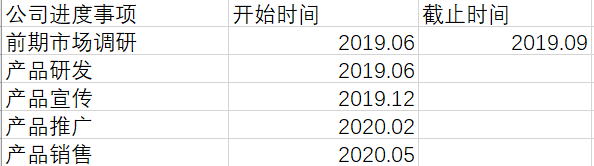 公司进度事项 开始时间 截止时间
前期市场调研 2019.06 2019.09
产品研发 2019.06
产品宣传 2019.12
产品推广 2020.02
产品销售 2020.05